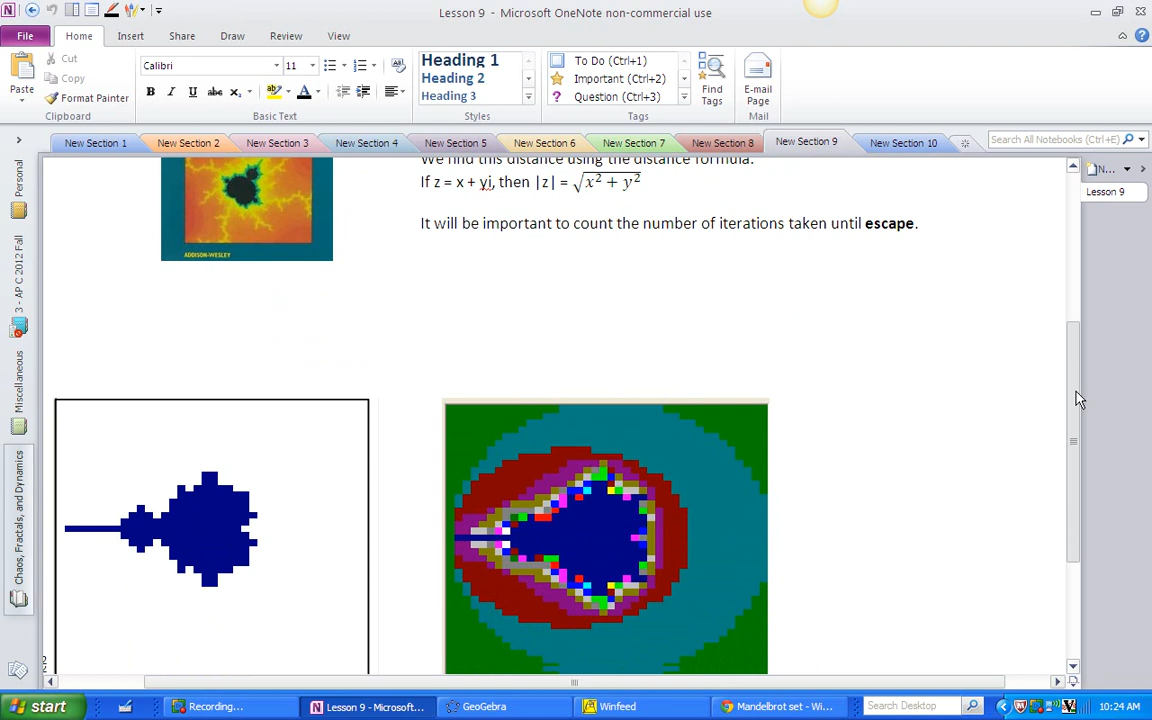 Lesson 9 - Microsoft OneNote non-commercial use
File Home Insert Share Review Draw View
Paste
Cut
Copy
Format Painter
Clipboard
Calibri 11
B I U abc x₂ ab A
Basic Text
Heading 1
Heading 2
Heading 3
Styles
To Do (Ctrl+1)
Important (Ctrl+2)
Question (Ctrl+3)
Tags
Find
Tags
E-mail
Page
Mail
New Section 1 New Section 2 New Section 3 New Section 4 New Section 5 New Section 6 New Section 7 New Section 8 New Section 9 New Section 10
Search All Notebooks (Ctrl+E)
N...
Lesson 9
Personal
3 - AP C 2012 Fall
Miscellaneous
Chaos, Fractals, and Dynamics
We find this distance using the distance formula.
If z = x + yi, then |z| = √x² + y²
It will be important to count the number of iterations taken until escape.
ADDISON-WESLEY
2
2
start
Recording...
Lesson 9 - Microsoft...
GeoGebra
Winfeed
Mandelbrot set - Wi...
Search Desktop
10:24 AM